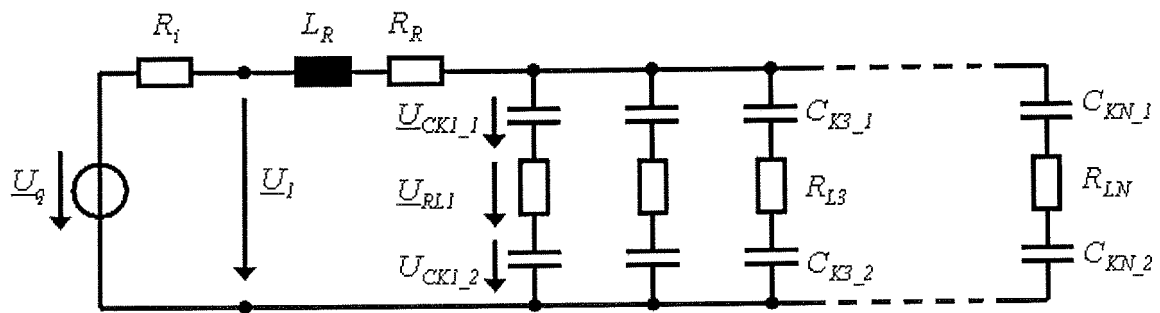 R_i L_R R_R
U_CK1_1 C_K3_1 C_KN_1
U_q U_1 U_RL1 R_L3 R_LN
U_CK1_2 C_K3_2 C_KN_2